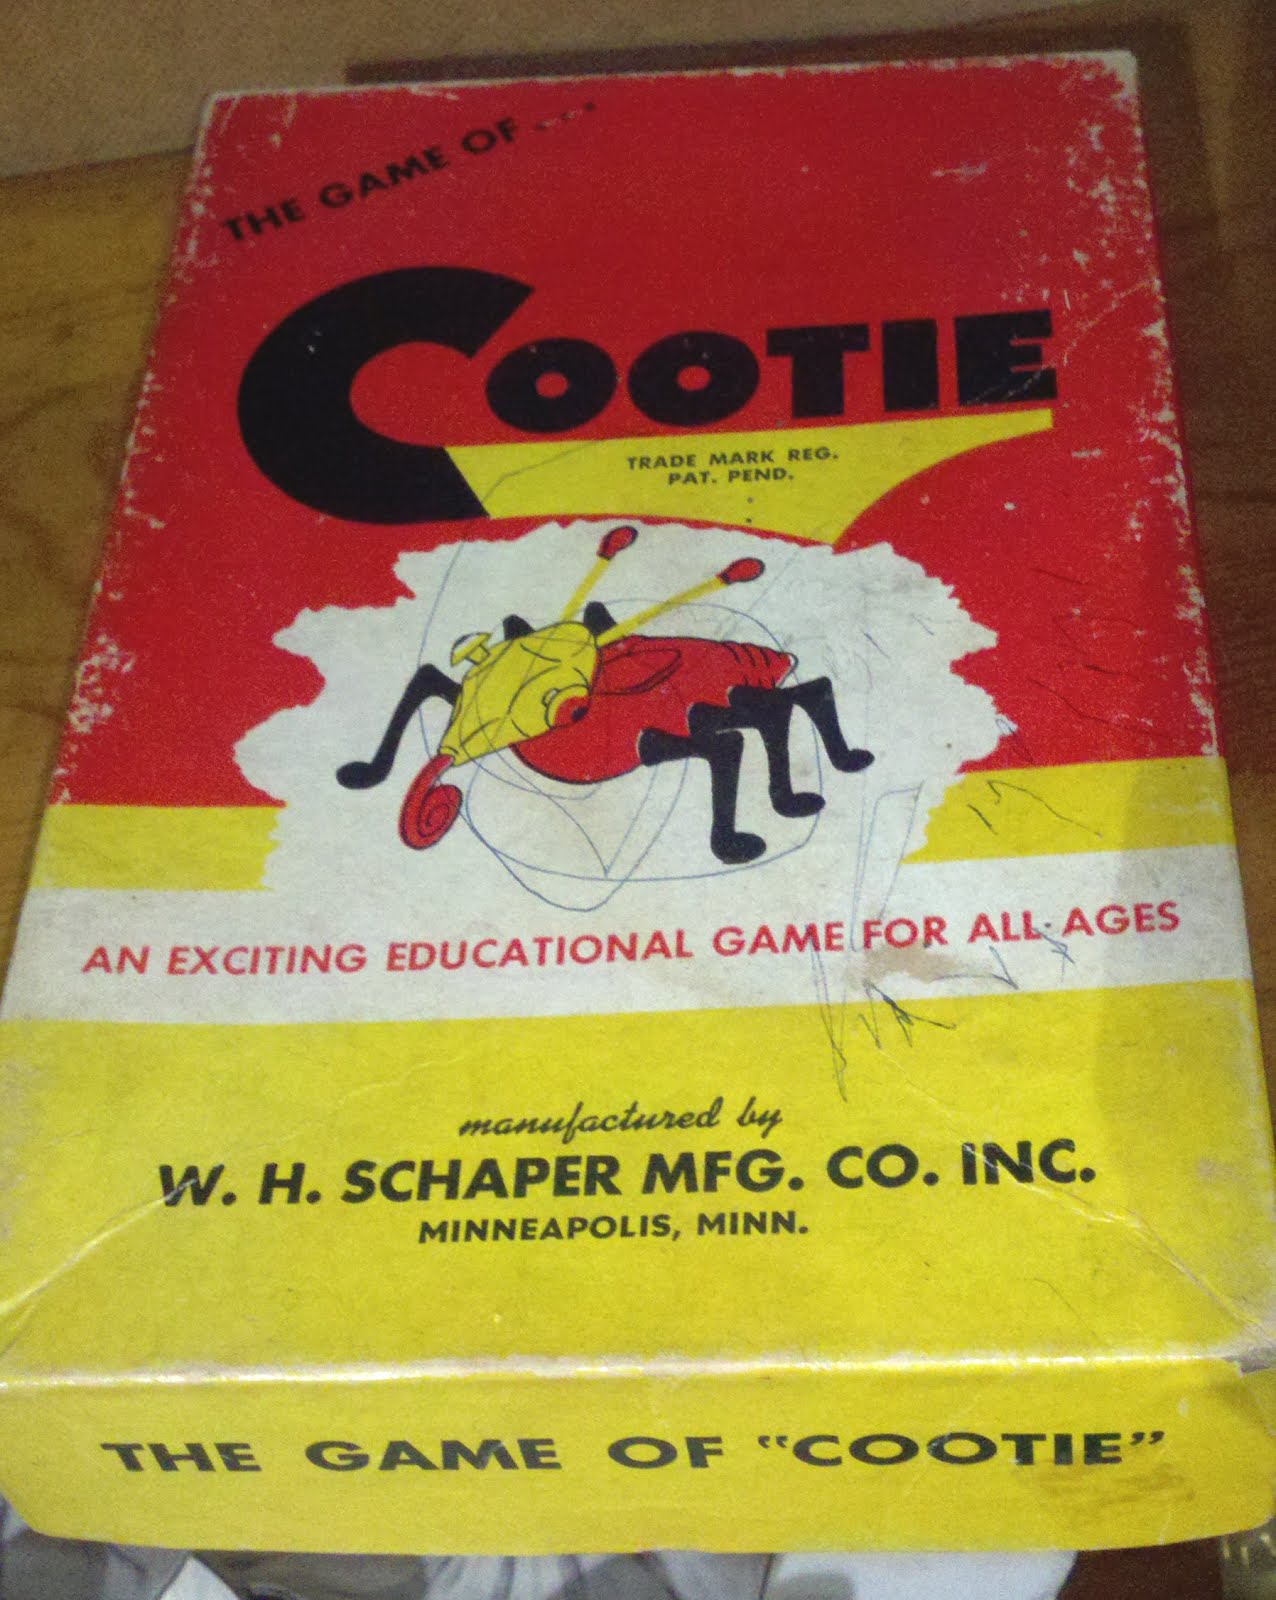 THE GAME OF ....
COOTIE
TRADE MARK REG.
PAT. PEND.
AN EXCITING EDUCATIONAL GAME FOR ALL AGES
manufactured by
W. H. SCHAPER MFG. CO. INC.
MINNEAPOLIS, MINN.
THE GAME OF “COOTIE”